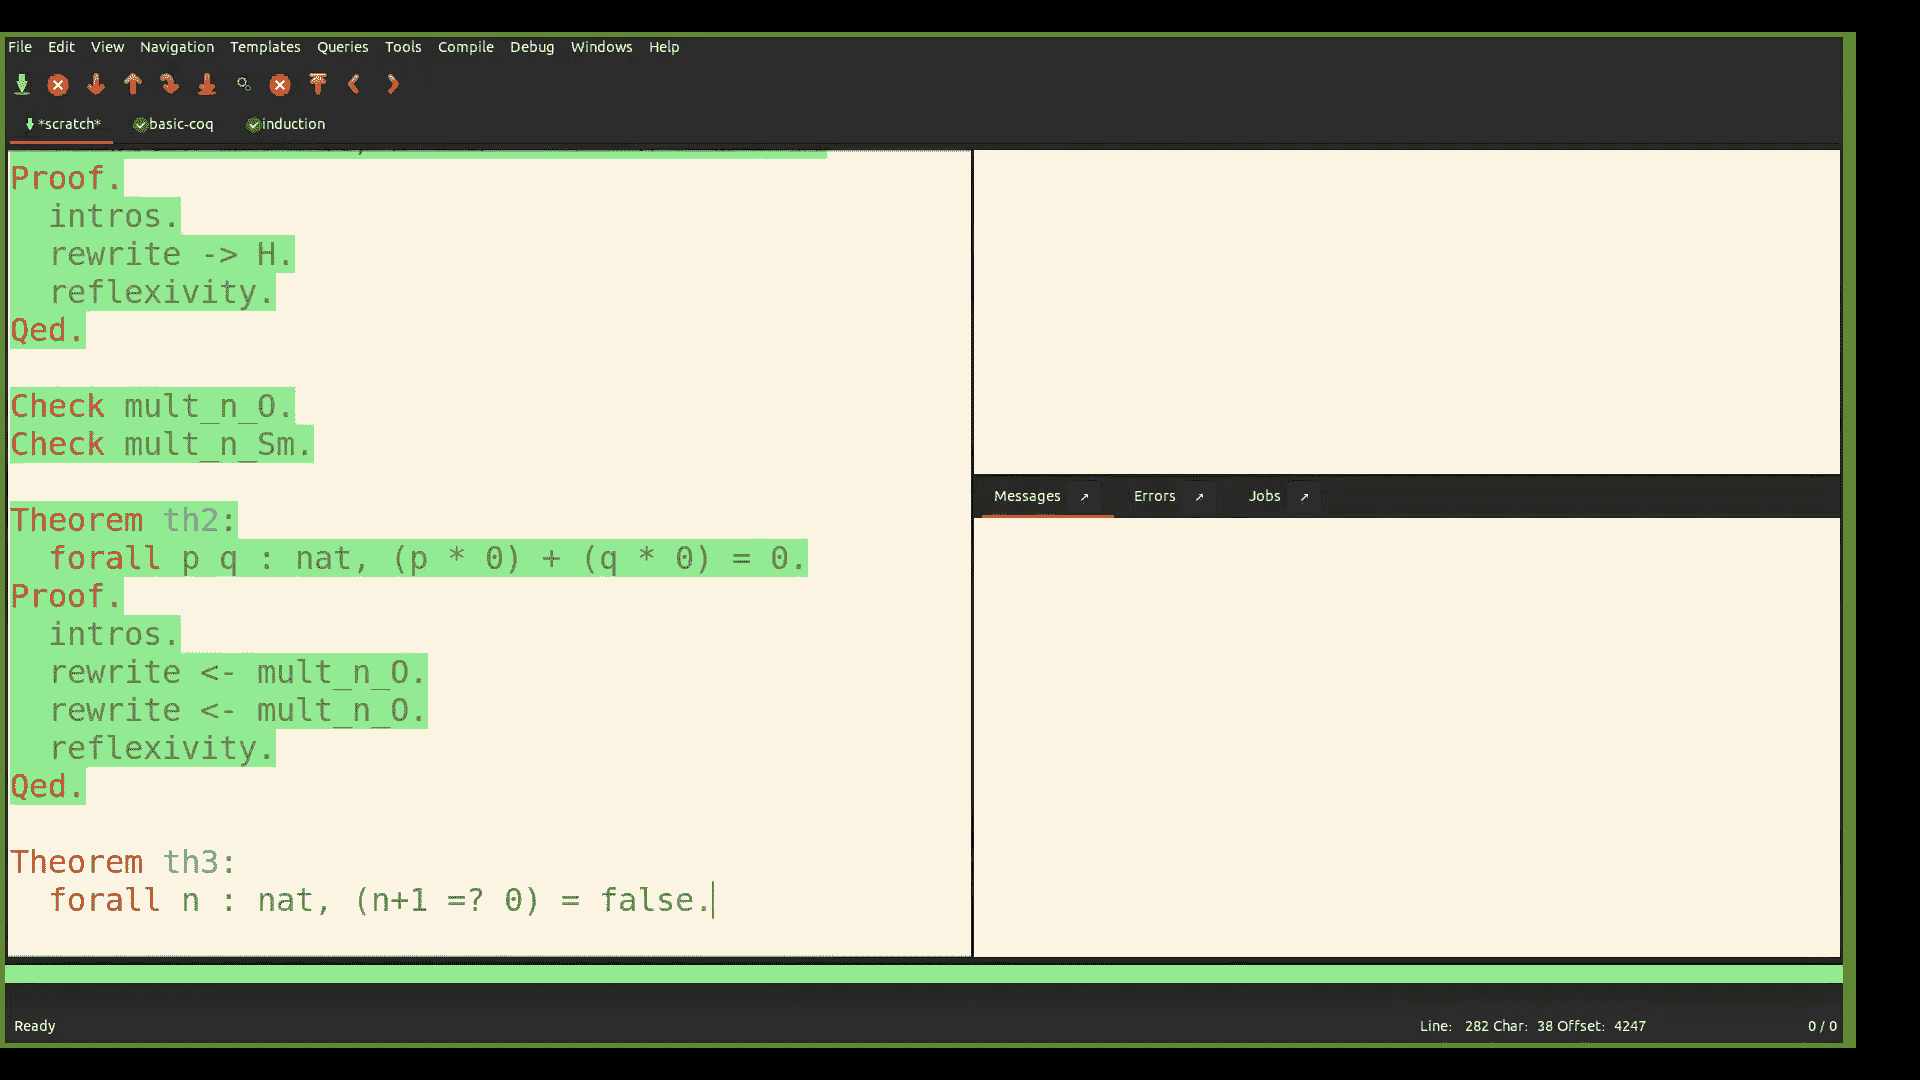 File Edit View Navigation Templates Queries Tools Compile Debug Windows Help
*scratch* basic-coq induction
Proof.
intros.
rewrite -> H.
reflexivity.
Qed.
Check mult_n_O.
Check mult_n_Sm.
Theorem th2:
forall p q : nat, (p * 0) + (q * 0) = 0.
Proof.
intros.
rewrite <- mult_n_O.
rewrite <- mult_n_O.
reflexivity.
Qed.
Theorem th3:
forall n : nat, (n+1 =? 0) = false.
Messages Errors Jobs
Ready
Line: 282 Char: 38 Offset: 4247 0 / 0